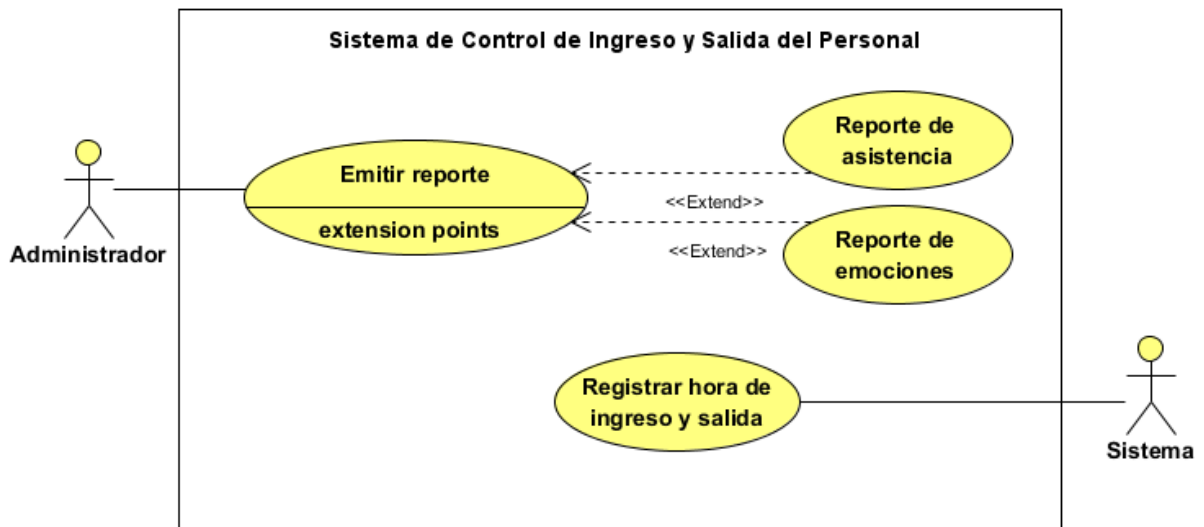 Sistema de Control de Ingreso y Salida del Personal
Reporte de
asistencia
Emitir reporte
<<Extend>>
extension points
Reporte de
emociones
<<Extend>>
Administrador
Registrar hora de
ingreso y salida
Sistema